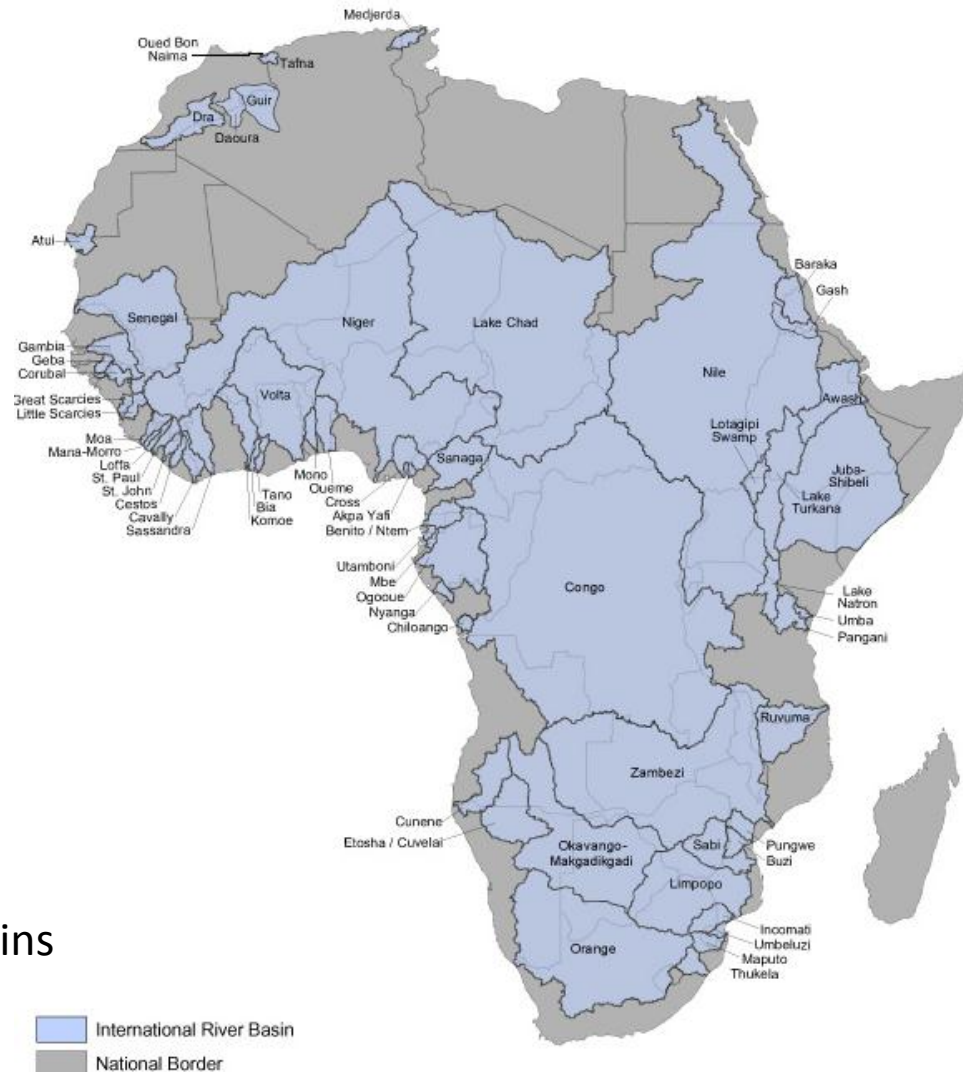 Medjerda
Oued Bon
Naima
Tafna
Guir
Dra
Daoura
Atui
Baraka
Gash
Senegal
Niger
Lake Chad
Nile
Gambia
Geba
Corubal
Great Scarcies
Little Scarcies
Volta
Awash
Lotagipi
Swamp
Moa
Mana-Morro
Loffa
St. Paul
St. John
Cestos
Cavally
Sassandra
Tano
Bia
Komoe
Mono
Oueme
Cross
Akpa Yafi
Benito / Ntem
Sanaga
Juba-
Shibeli
Lake
Turkana
Utamboni
Mbe
Ogooue
Nyanga
Chiloango
Congo
Lake
Natron
Umba
Pangani
Ruvuma
Zambezi
Cunene
Etosha / Cuvelai
Okavango-
Makgadikgadi
Sabi
Pungwe
Buzi
Limpopo
Orange
Incomati
Umbeluzi
Maputo
Thukela
ins
International River Basin
National Border